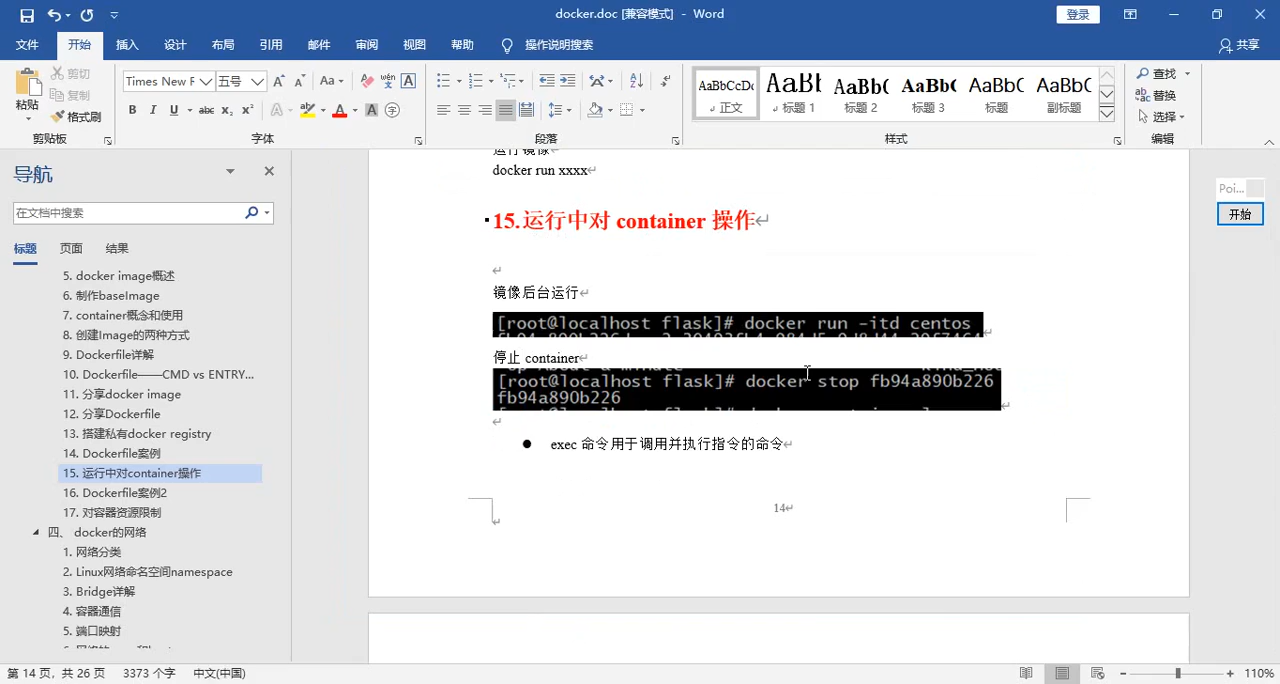 docker.doc [兼容模式] - Word
登录
文件 开始 插入 设计 布局 引用 邮件 审阅 视图 帮助 操作说明搜索 共享
粘贴 剪切 复制 格式刷
Times New F 五号
AaBbCcDc AaBl AaBbC AaBbC AaBbC AaBbC
正文 标题 1 标题 2 标题 3 标题 副标题
查找
替换
选择
剪贴板 字体 段落 样式 编辑
导航
在文档中搜索
标题 页面 结果
5. docker image概述
6. 制作baseImage
7. container概念和使用
8. 创建Image的两种方式
9. Dockerfile详解
10. Dockerfile——CMD vs ENTRY...
11. 分享docker image
12. 分享Dockerfile
13. 搭建私有docker registry
14. Dockerfile案例
15. 运行中对container操作
16. Dockerfile案例2
17. 对容器资源限制
四、 docker的网络
1. 网络分类
2. Linux网络命名空间namespace
3. Bridge详解
4. 容器通信
5. 端口映射
运行镜像
docker run xxxx
15.运行中对 container 操作
镜像后台运行
[root@localhost flask]# docker run -itd centos
停止 container
[root@localhost flask]# docker stop fb94a890b226
fb94a890b226
● exec 命令用于调用并执行指令的命令
14
Poi...
开始
第 14 页，共 26 页 3373 个字 中文(中国) 110%